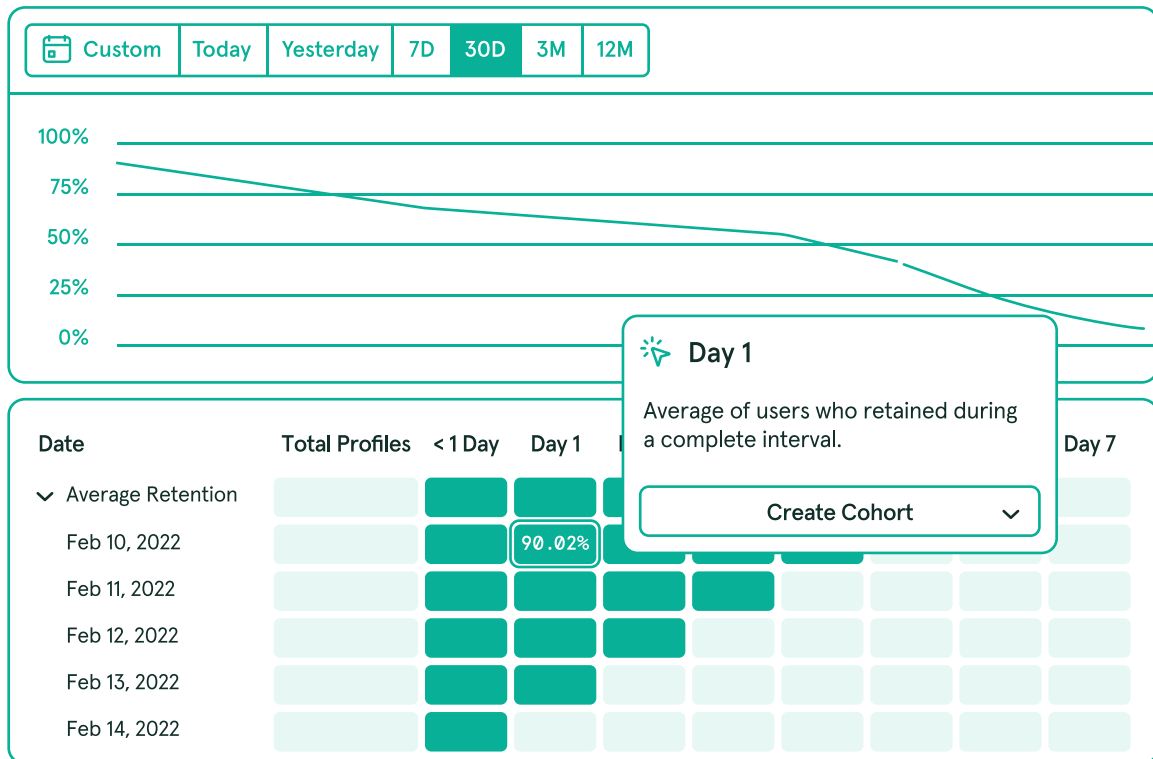 Custom Today Yesterday 7D 30D 3M 12M
100%
75%
50%
25%
0%
Day 1
Average of users who retained during
a complete interval.
Create Cohort
Date Total Profiles < 1 Day Day 1 Day 7
Average Retention
Feb 10, 2022 90.02%
Feb 11, 2022
Feb 12, 2022
Feb 13, 2022
Feb 14, 2022